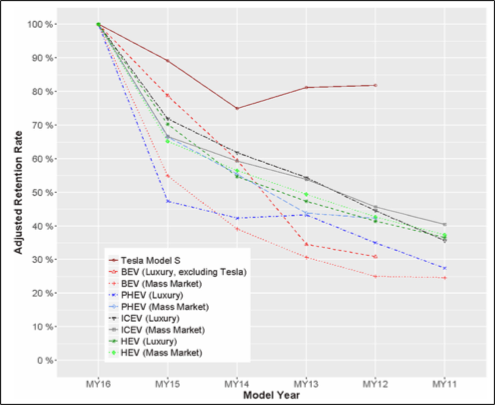 100 %
90 %
80 %
70 %
60 %
50 %
40 %
30 %
20 %
10 %
0 %
Adjusted Retention Rate
Tesla Model S
BEV (Luxury, excluding Tesla)
BEV (Mass Market)
PHEV (Luxury)
PHEV (Mass Market)
ICEV (Luxury)
ICEV (Mass Market)
HEV (Luxury)
HEV (Mass Market)
MY16 MY15 MY14 MY13 MY12 MY11
Model Year